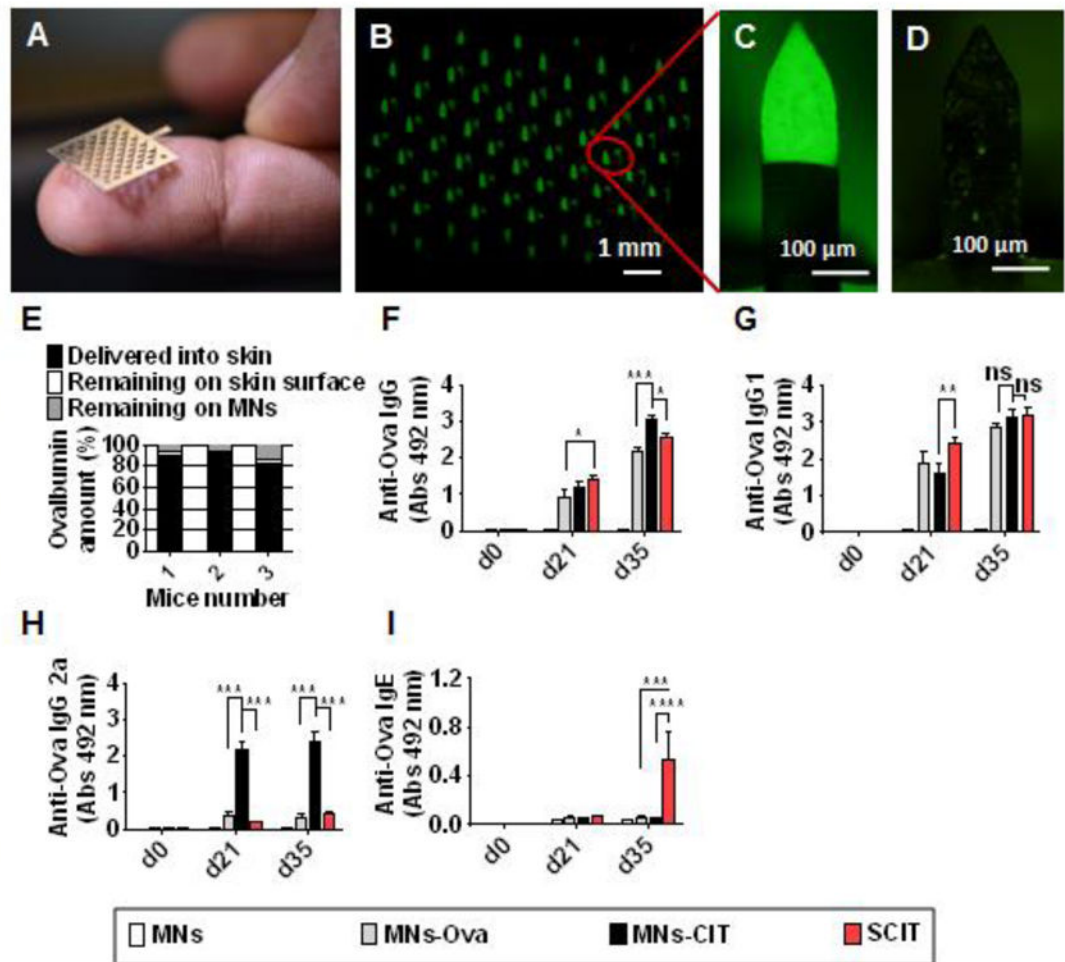 A
B
C
D
1 mm
100 µm
100 µm
E
Delivered into skin
Remaining on skin surface
Remaining on MNs
Ovalbumin
amount (%)
100
80
60
40
20
0
1
2
3
Mice number
F
Anti-Ova IgG
(Abs 492 nm)
4
3
2
1
0
d0
d21
d35
*
***
*
G
Anti-Ova IgG1
(Abs 492 nm)
4
3
2
1
0
d0
d21
d35
**
ns
ns
H
Anti-Ova IgG 2a
(Abs 492 nm)
4
3
2
1
0
d0
d21
d35
***
***
***
***
I
Anti-Ova IgE
(Abs 492 nm)
1.2
0.8
0.4
0.0
d0
d21
d35
***
****
MNs MNs-Ova MNs-CIT SCIT